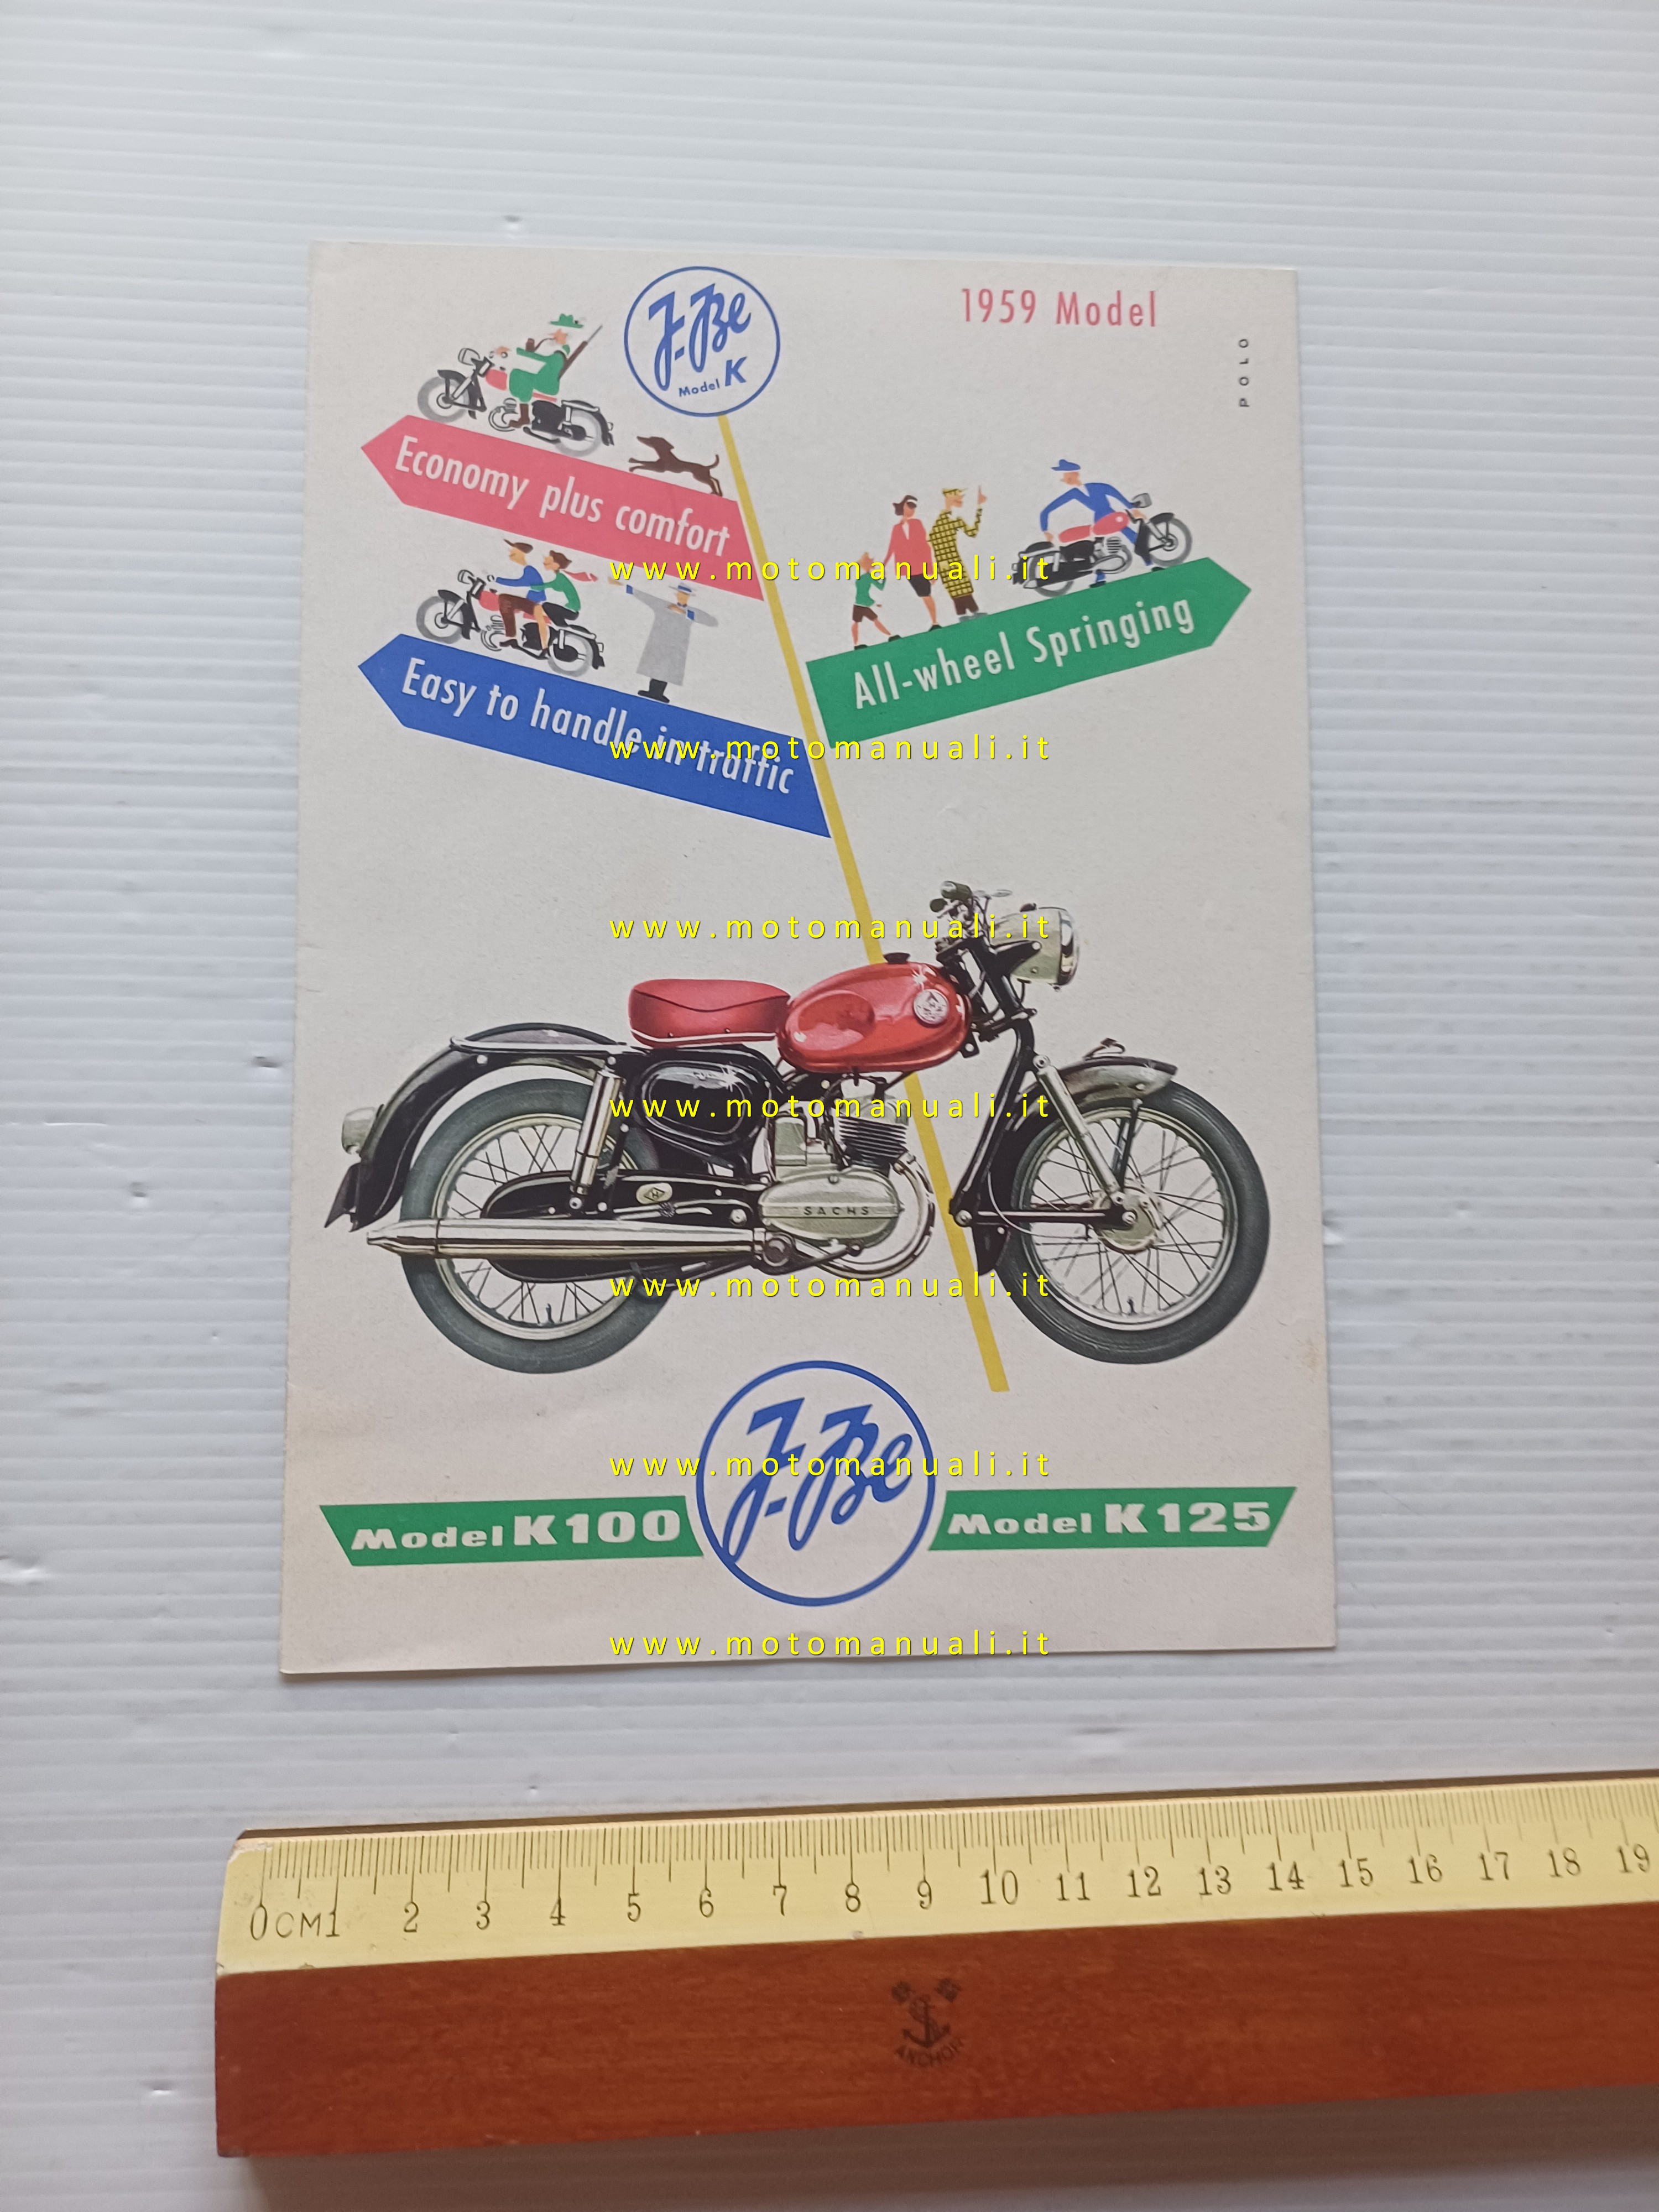 J-Be
Model K
1959 Model
POLO
Economy plus comfort
www.motomanuali.it
All-wheel Springing
Easy to handle in traffic
www.motomanuali.it
www.motomanuali.it
www.motomanuali.it
SACHS
www.motomanuali.it
J-Be
www.motomanuali.it
Model K100
Model K125
www.motomanuali.it
0 CM 1 2 3 4 5 6 7 8 9 10 11 12 13 14 15 16 17 18 19
ANCHOR